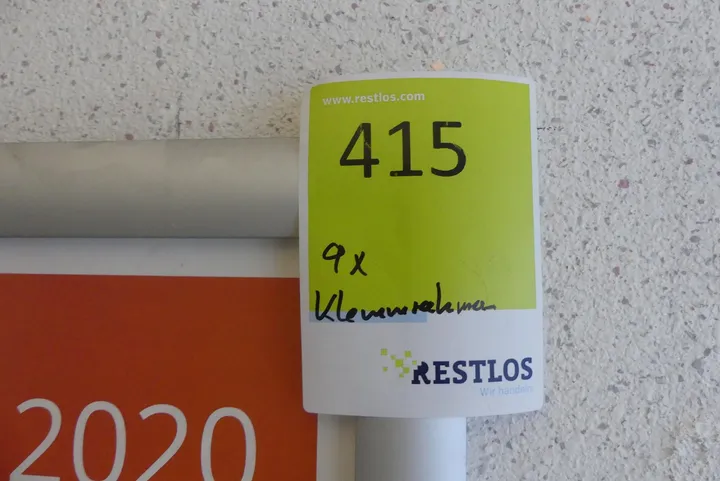 www.restlos.com
415
9x
Klemmrahmen
RESTLOS
Wir handeln
2020